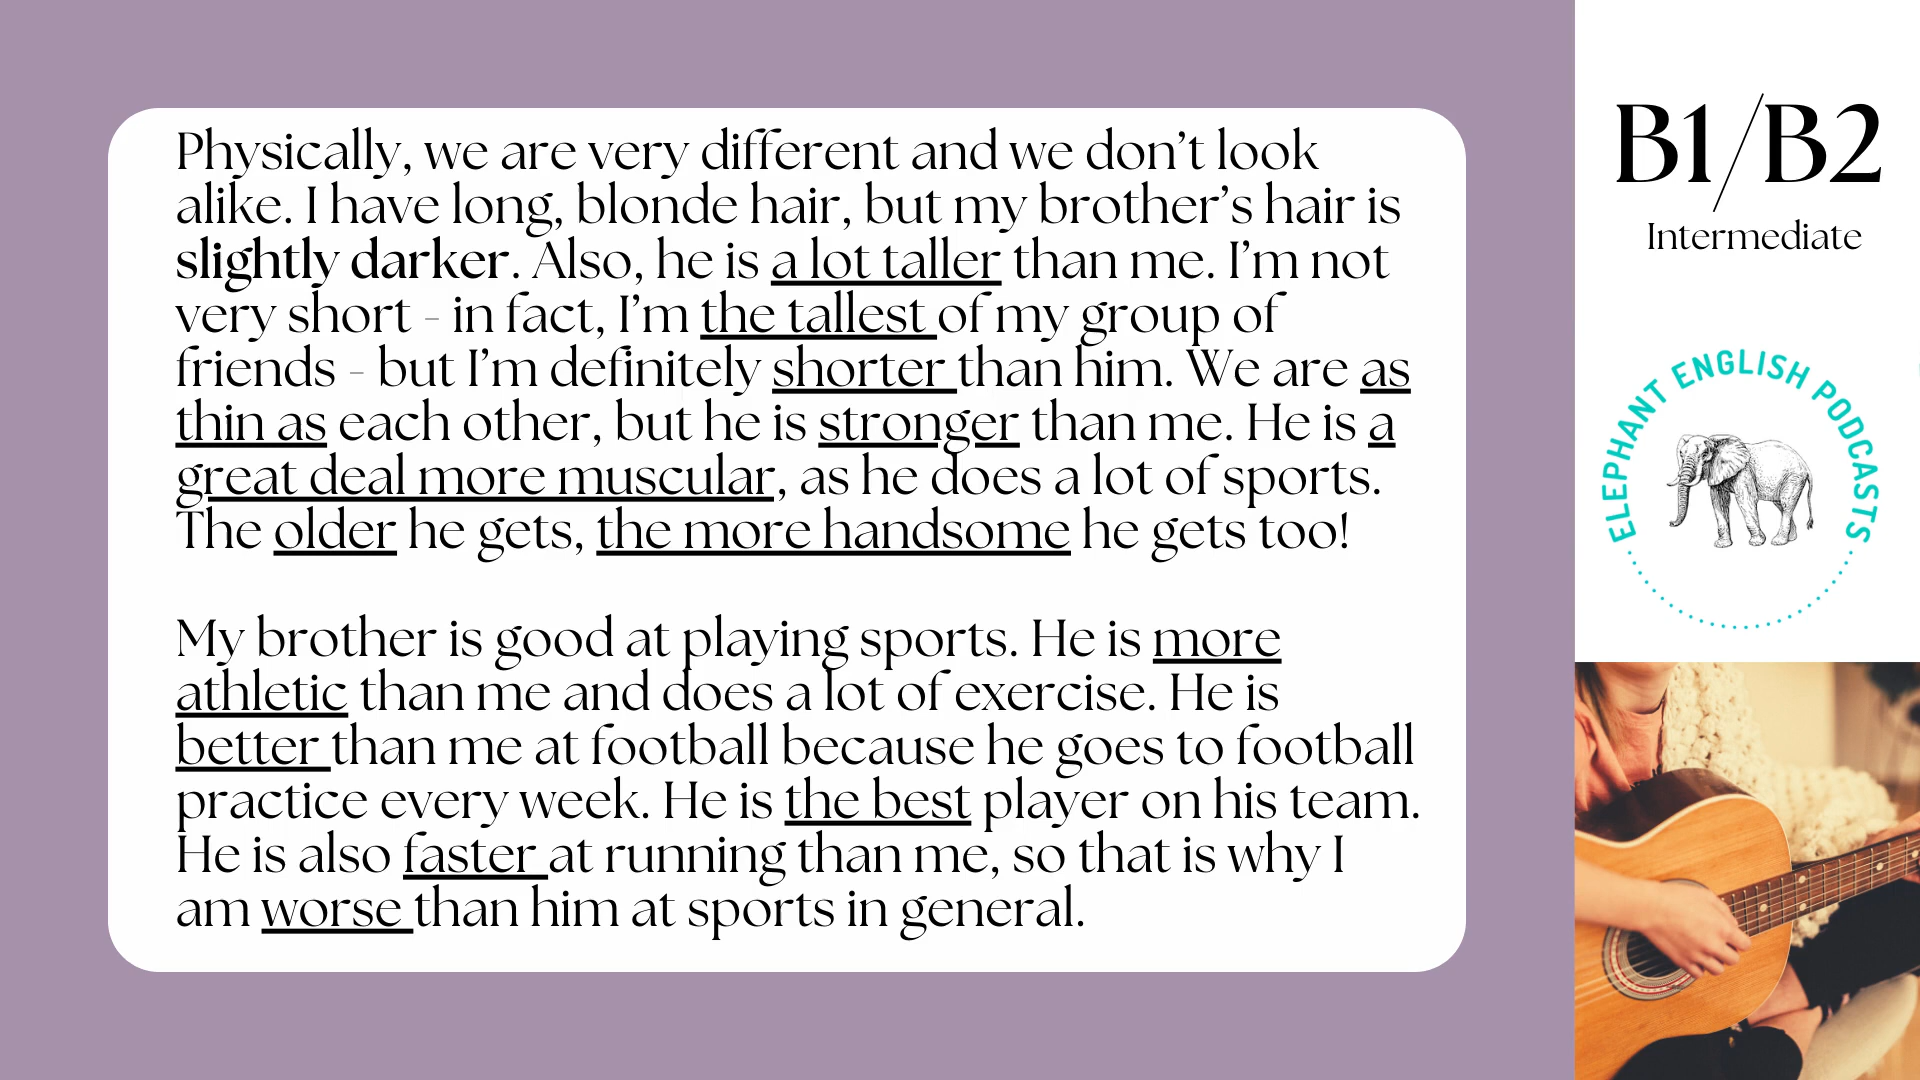 Physically, we are very different and we don't look
alike. I have long, blonde hair, but my brother's hair is
slightly darker. Also, he is a lot taller than me. I'm not
very short - in fact, I'm the tallest of my group of
friends - but I'm definitely shorter than him. We are as
thin as each other, but he is stronger than me. He is a
great deal more muscular, as he does a lot of sports.
The older he gets, the more handsome he gets too!
My brother is good at playing sports. He is more
athletic than me and does a lot of exercise. He is
better than me at football because he goes to football
practice every week. He is the best player on his team.
He is also faster at running than me, so that is why I
am worse than him at sports in general.
B1/B2
Intermediate
ELEPHANT ENGLISH PODCASTS